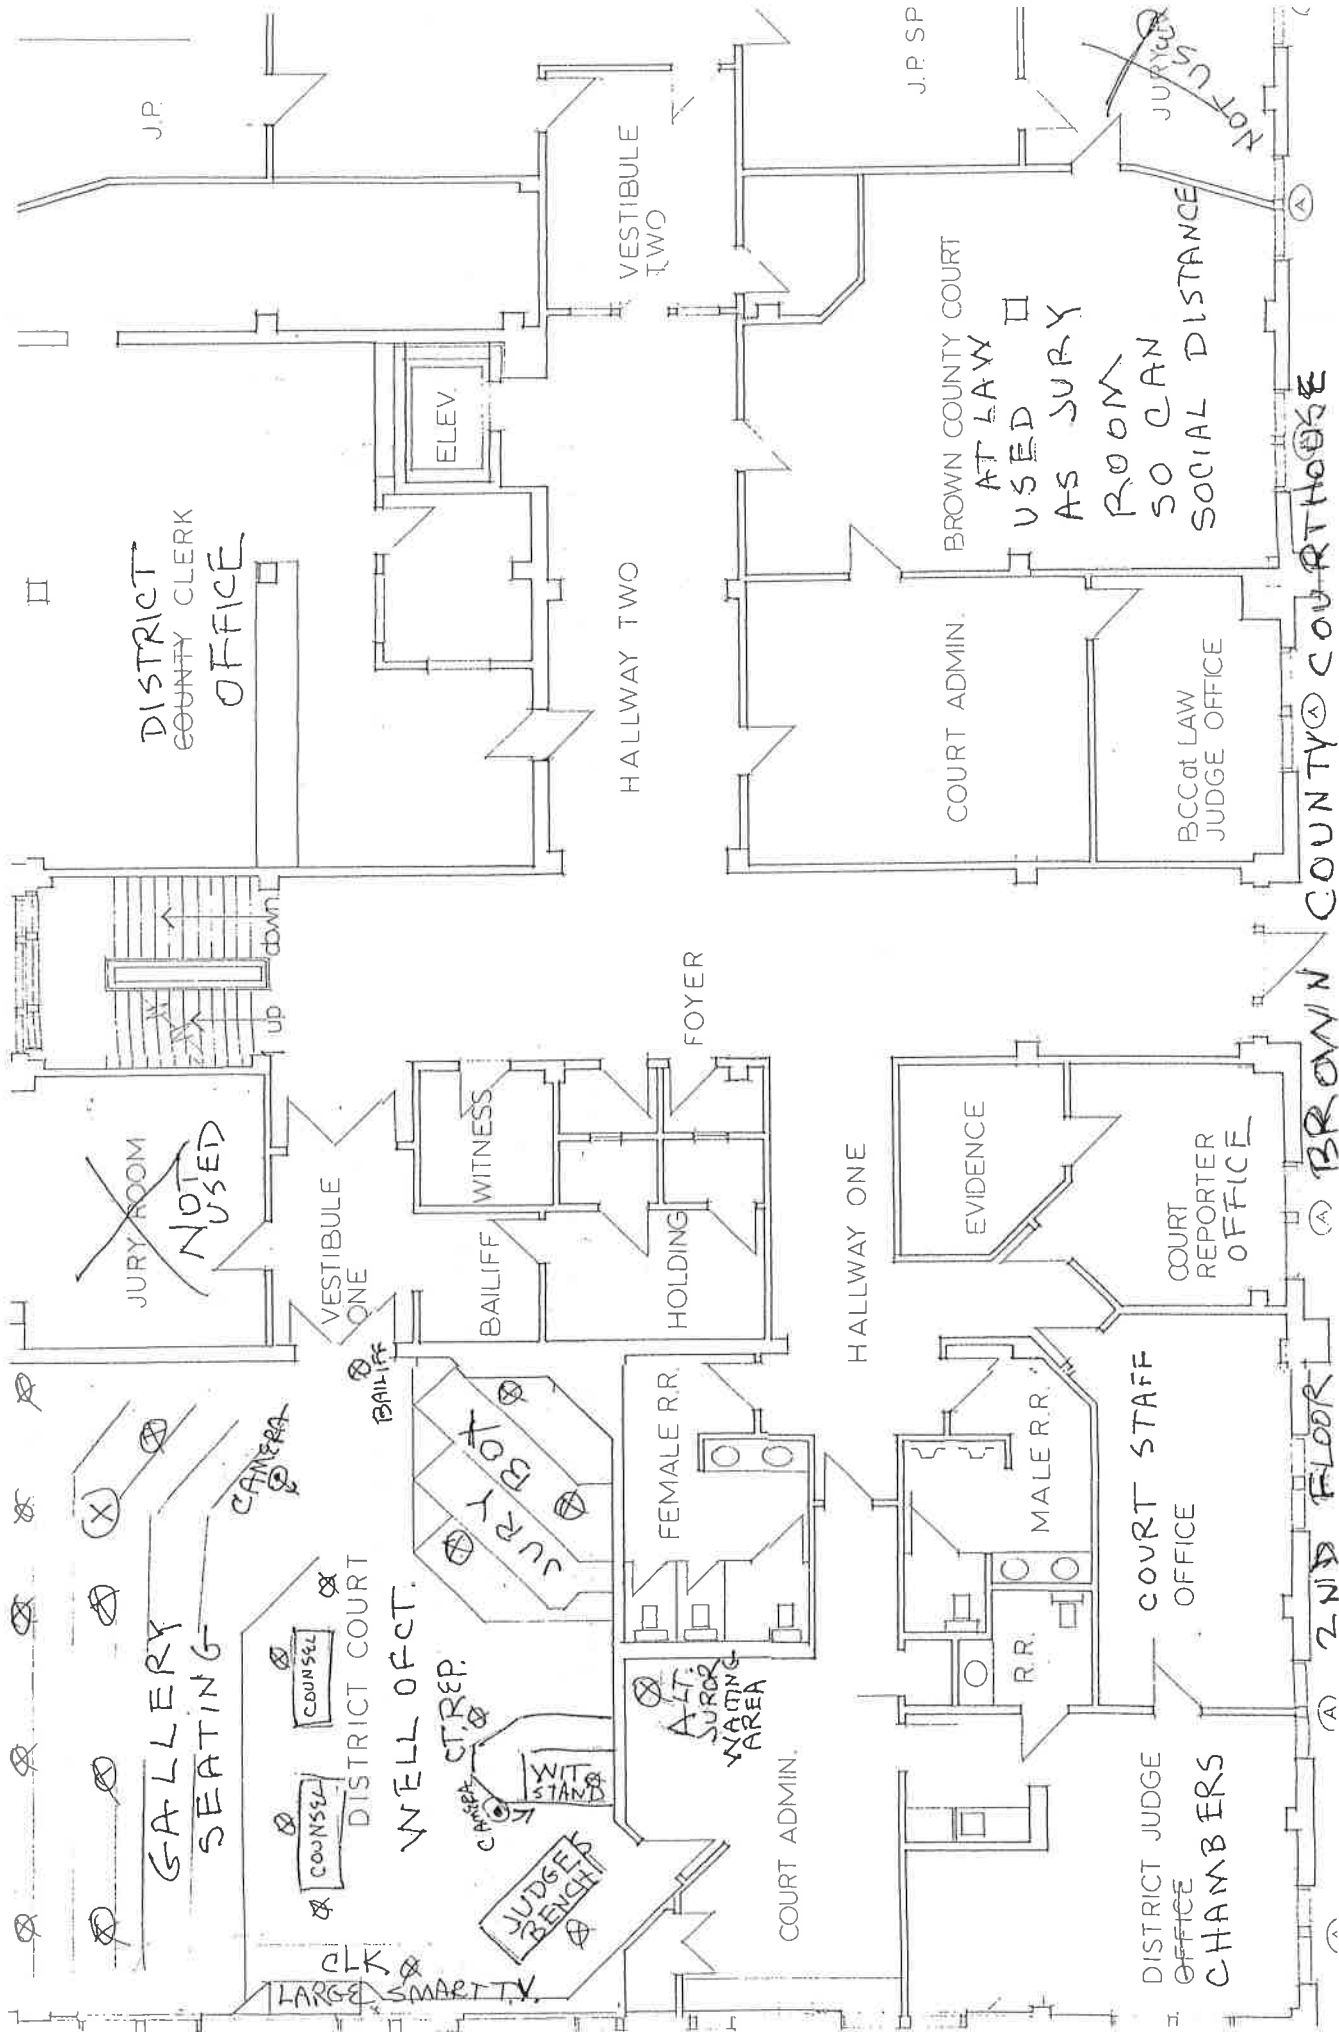 J.P.
J.P. SP
JURY
NOT US
DISTRICT
COUNTY CLERK
OFFICE
ELEV.
VESTIBULE
TWO
HALLWAY TWO
BROWN COUNTY COURT
AT LAW
USED
AS JURY
ROOM
SO CAN
SOCIAL DISTANCE
COURT ADMIN.
BCCat LAW
JUDGE OFFICE
down
up
FOYER
JURY ROOM
NOT
USED
VESTIBULE
ONE
WITNESS
BAILIFF
HOLDING
HALLWAY ONE
EVIDENCE
COURT
REPORTER
OFFICE
BAILIFF
CAMERA
GALLERY
SEATING
JURY
BOX
FEMALE R.R.
MALE R.R.
R.R.
COURT STAFF
OFFICE
COUNSEL
COUNSEL
DISTRICT COURT
WELL OF CT.
CT. REP.
CAMERA
WIT
STAND
JUDGES
BENCH
CLK
LARGE SMART T.V.
ALT.
JUROR
WAITING
AREA
COURT ADMIN.
DISTRICT JUDGE
OFFICE
CHAMBERS
A
A
A
A
A
2ND FLOOR BROWN COUNTY COURTHOUSE